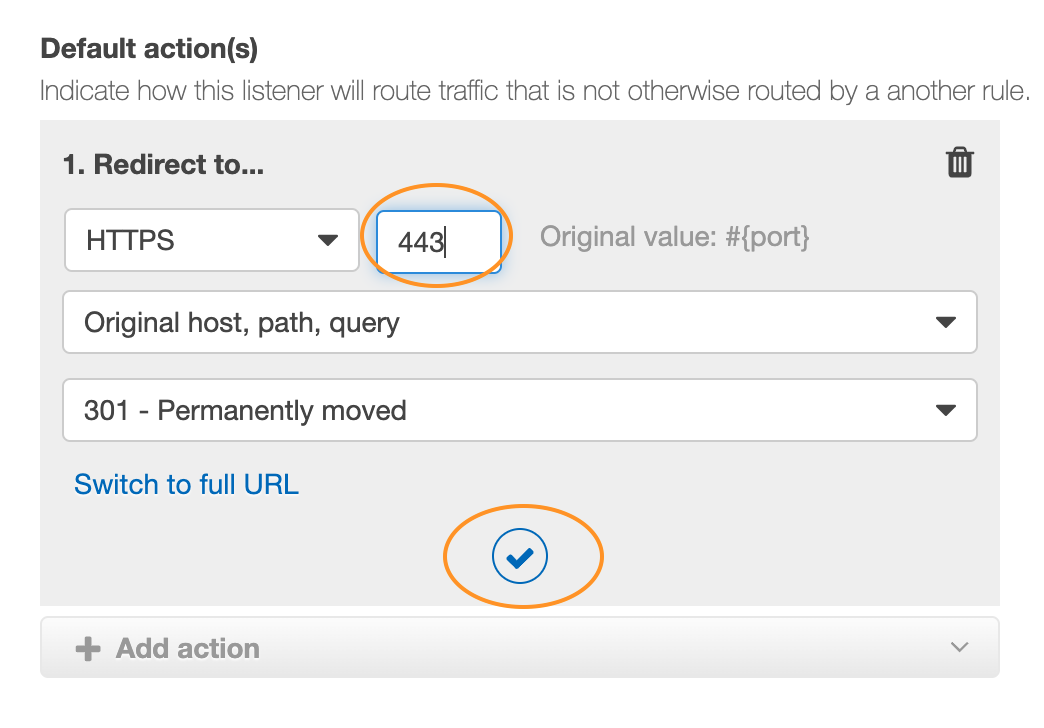 Default action(s)
Indicate how this listener will route traffic that is not otherwise routed by a another rule.
1. Redirect to...
HTTPS 443 Original value: #{port}
Original host, path, query
301 - Permanently moved
Switch to full URL
Add action